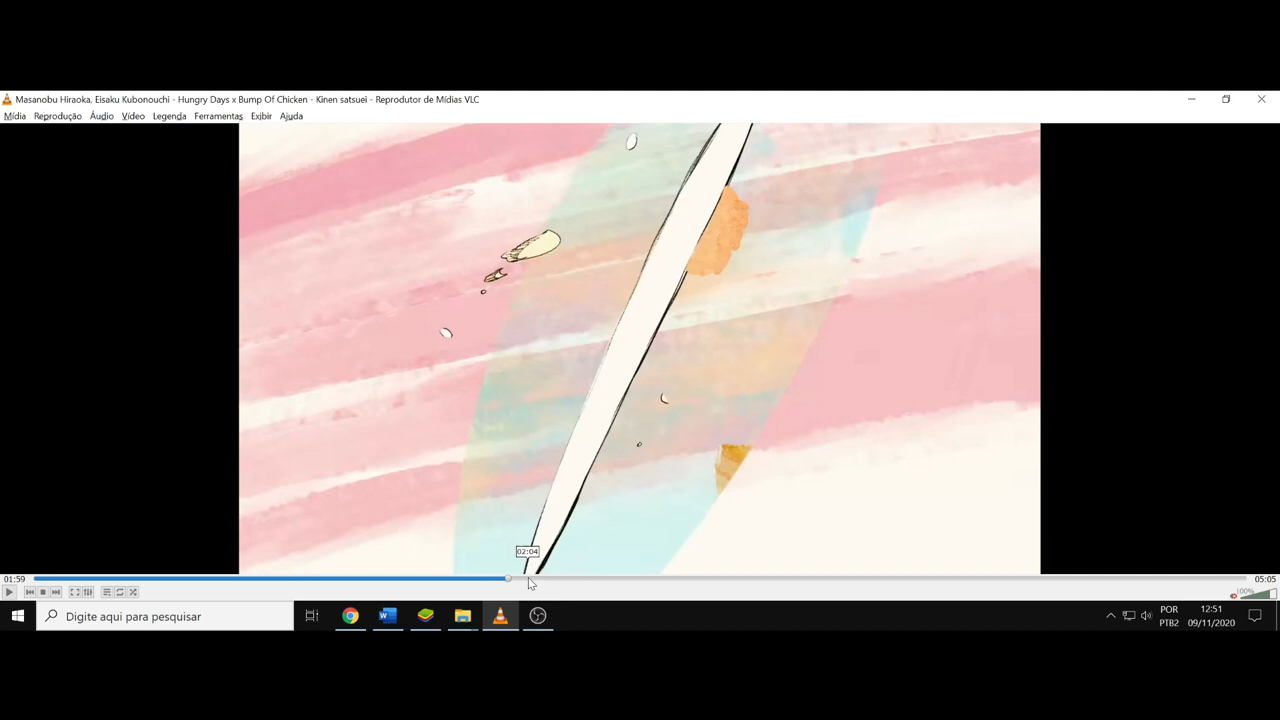 Masanobu Hiraoka, Eisaku Kubonouchi - Hungry Days x Bump Of Chicken - Kinen satsuei - Reprodutor de Mídias VLC
Mídia Reprodução Áudio Vídeo Legenda Ferramentas Exibir Ajuda
02:04
01:59 05:05
100%
Digite aqui para pesquisar
POR 12:51
PTB2 09/11/2020